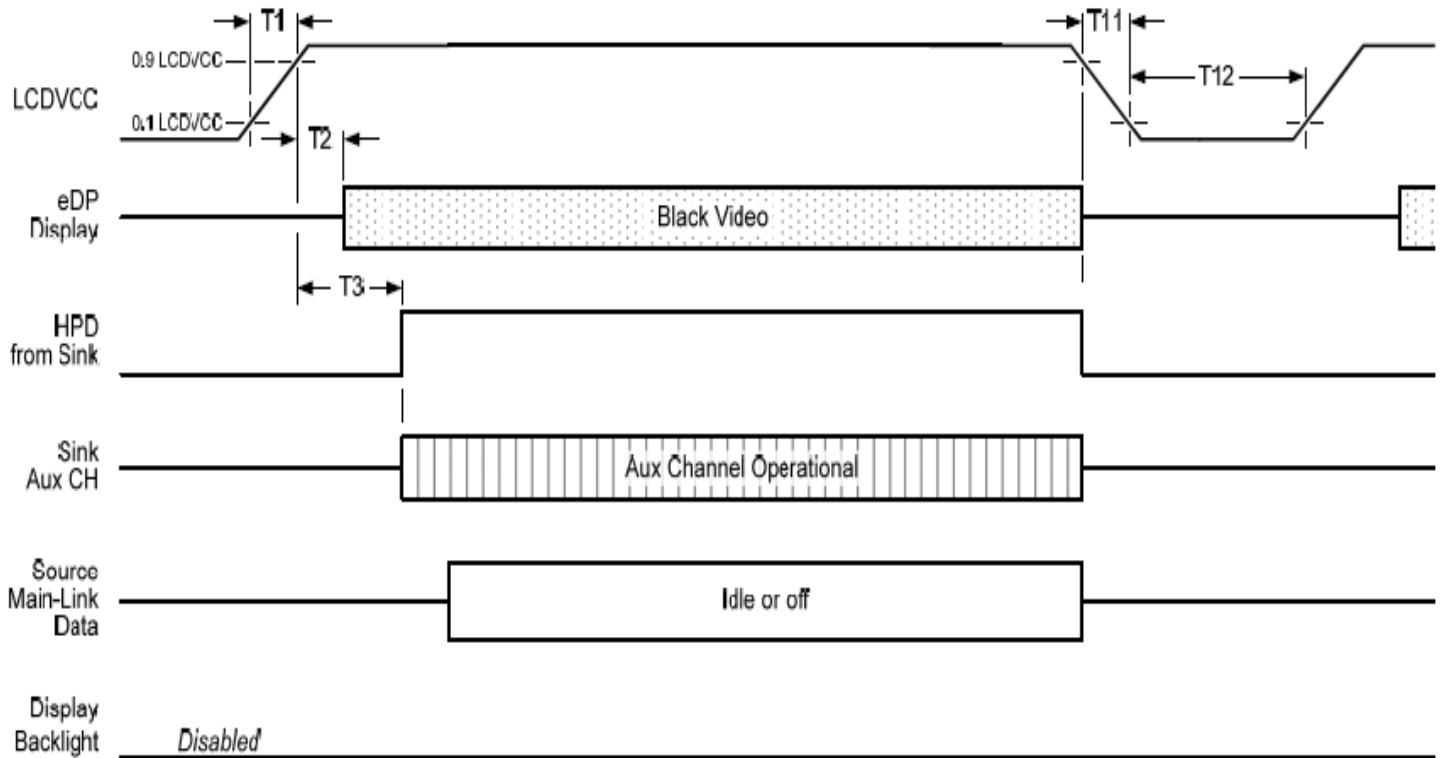 T1
T11
0.9 LCDVCC
LCDVCC
T12
0.1 LCDVCC
T2
eDP
Display
Black Video
T3
HPD
from Sink
Sink
Aux CH
Aux Channel Operational
Source
Main-Link
Data
Idle or off
Display
Backlight
Disabled